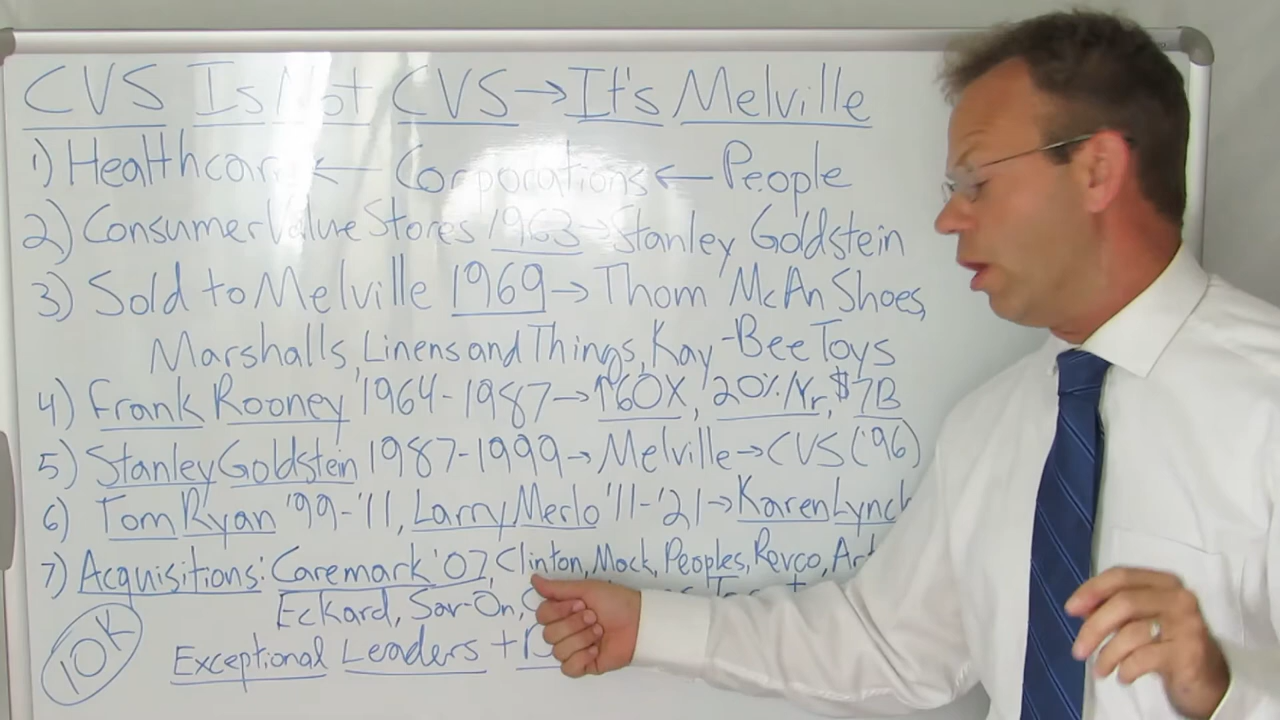 CVS Is Not CVS → It's Melville
1) Healthcar ← Corporations ← People
2) Consumer Value Stores 1963 → Stanley Goldstein
3) Sold to Melville 1969 → Thom McAn Shoes,
Marshalls, Linens and Things, Kay-Bee Toys
4) Frank Rooney 1964-1987 → ↑60X, 20%/Yr, $7B
5) Stanley Goldstein 1987-1999 → Melville → CVS ('96)
6) Tom Ryan '99-'11, Larry Merlo '11-'21 → Karen Lynch
7) Acquisitions: Caremark '07, Clinton, Mack, Peoples, Revco, Ar
Eckard, Sav-On,
10K
Exceptional Leaders +